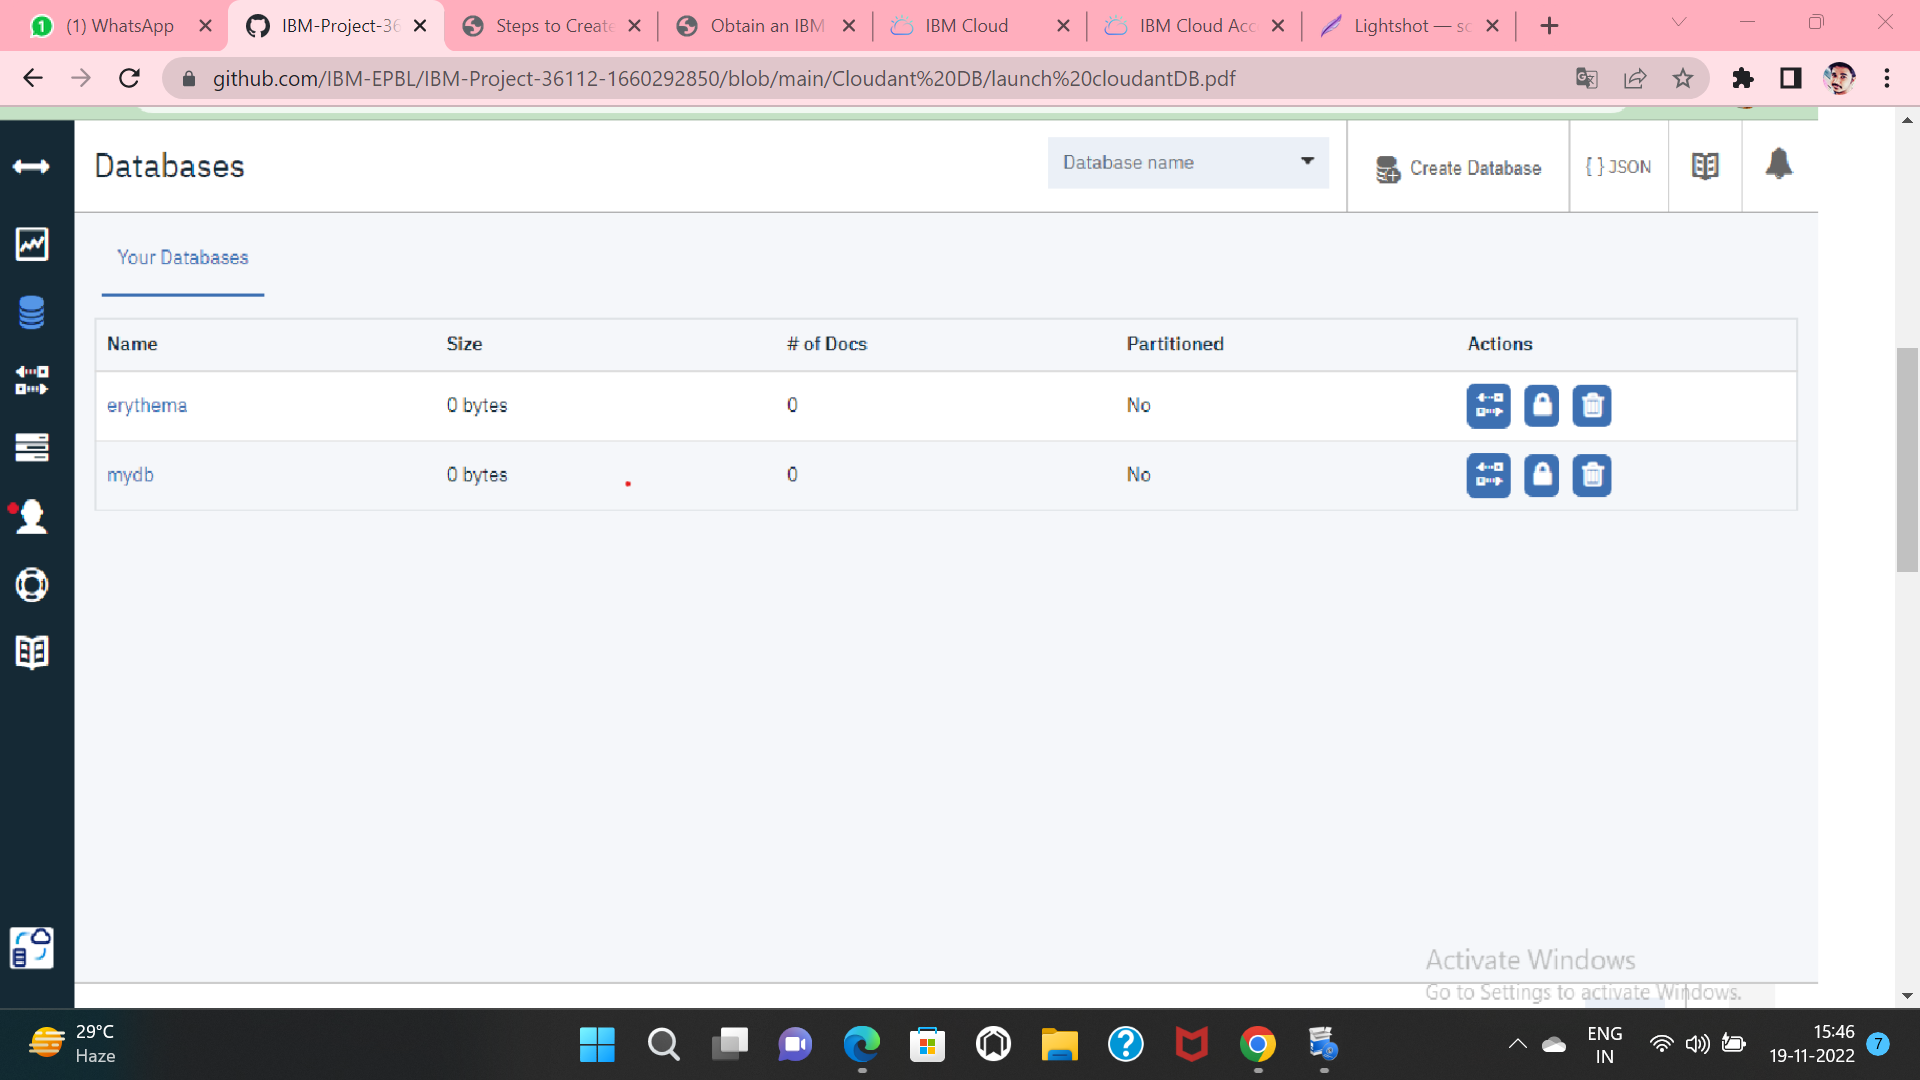 (1) WhatsApp
IBM-Project-36
Steps to Create
Obtain an IBM
IBM Cloud
IBM Cloud Acc
Lightshot — sc
github.com/IBM-EPBL/IBM-Project-36112-1660292850/blob/main/Cloudant%20DB/launch%20cloudantDB.pdf
Databases
Database name
Create Database
{ } JSON
Your Databases
Name Size # of Docs Partitioned Actions
erythema 0 bytes 0 No
mydb 0 bytes 0 No
Activate Windows
Go to Settings to activate Windows.
29°C
Haze
ENG
IN
15:46
19-11-2022
7